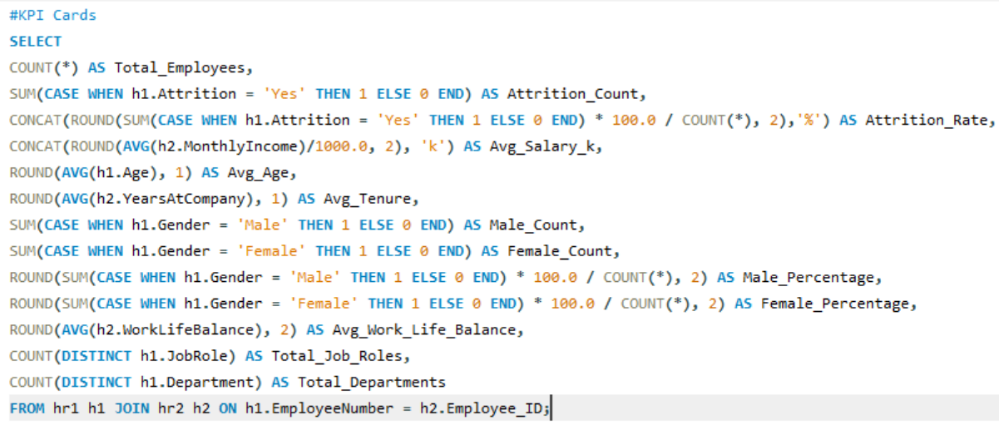 #KPI Cards
SELECT
COUNT(*) AS Total_Employees,
SUM(CASE WHEN h1.Attrition = 'Yes' THEN 1 ELSE 0 END) AS Attrition_Count,
CONCAT(ROUND(SUM(CASE WHEN h1.Attrition = 'Yes' THEN 1 ELSE 0 END) * 100.0 / COUNT(*), 2),'%') AS Attrition_Rate,
CONCAT(ROUND(AVG(h2.MonthlyIncome)/1000.0, 2), 'k') AS Avg_Salary_k,
ROUND(AVG(h1.Age), 1) AS Avg_Age,
ROUND(AVG(h2.YearsAtCompany), 1) AS Avg_Tenure,
SUM(CASE WHEN h1.Gender = 'Male' THEN 1 ELSE 0 END) AS Male_Count,
SUM(CASE WHEN h1.Gender = 'Female' THEN 1 ELSE 0 END) AS Female_Count,
ROUND(SUM(CASE WHEN h1.Gender = 'Male' THEN 1 ELSE 0 END) * 100.0 / COUNT(*), 2) AS Male_Percentage,
ROUND(SUM(CASE WHEN h1.Gender = 'Female' THEN 1 ELSE 0 END) * 100.0 / COUNT(*), 2) AS Female_Percentage,
ROUND(AVG(h2.WorkLifeBalance), 2) AS Avg_Work_Life_Balance,
COUNT(DISTINCT h1.JobRole) AS Total_Job_Roles,
COUNT(DISTINCT h1.Department) AS Total_Departments
FROM hr1 h1 JOIN hr2 h2 ON h1.EmployeeNumber = h2.Employee_ID;